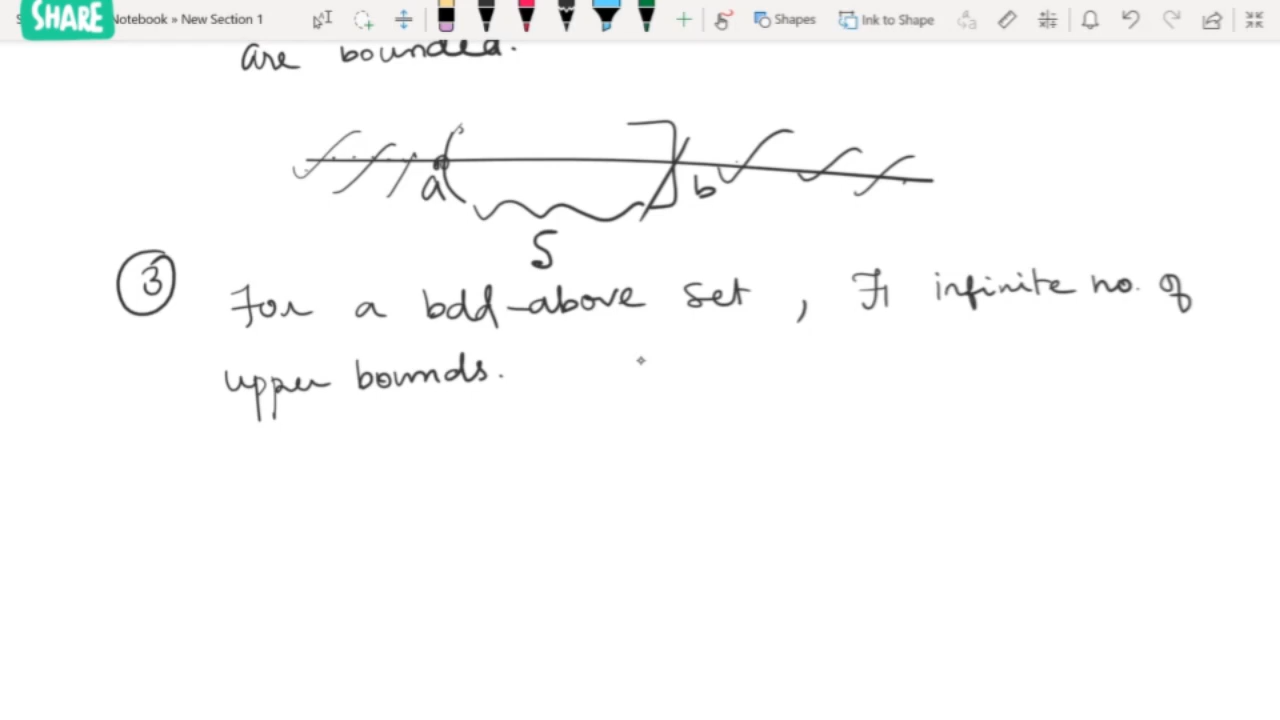 SHARE
Notebook » New Section 1
Shapes
Ink to Shape
are bounded.
a
b
S
3
For a bdd-above set, ∃ infinite no. of
upper bounds.